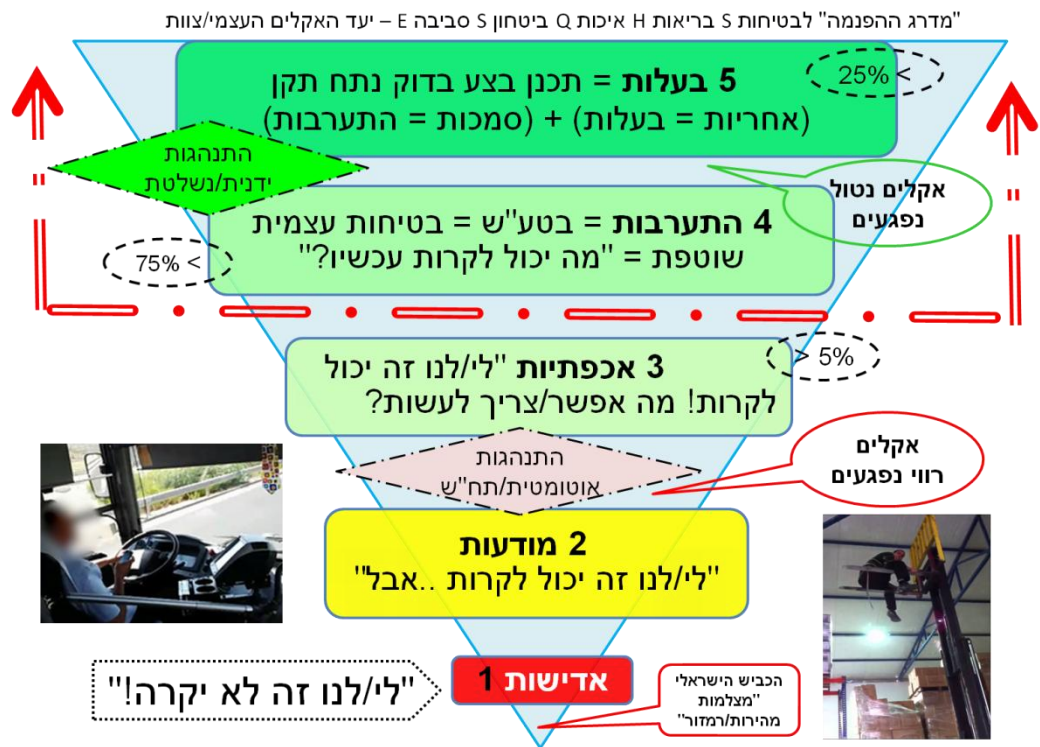 "מדרג ההפנמה" לבטיחות S בריאות H איכות Q ביטחון S סביבה E – יעד האקלים העצמי/צוות
5 בעלות = תכנן בצע בדוק נתח תקן
(אחריות = בעלות) + (סמכות = התערבות)
25% <
התנהגות
ידנית/נשלטת
אקלים נטול
נפגעים
4 התערבות = בטע"ש = בטיחות עצמית
שוטפת = "מה יכול לקרות עכשיו?"
75% <
3 אכפתיות "לי/לנו זה יכול
לקרות! מה אפשר/צריך לעשות?
> 5%
התנהגות
אוטומטית/תח"ש
אקלים
רווי נפגעים
2 מודעות
"לי/לנו זה יכול לקרות ..אבל"
אדישות 1
"לי/לנו זה לא יקרה!"
הכביש הישראלי
"מצלמות
מהירות/רמזור"